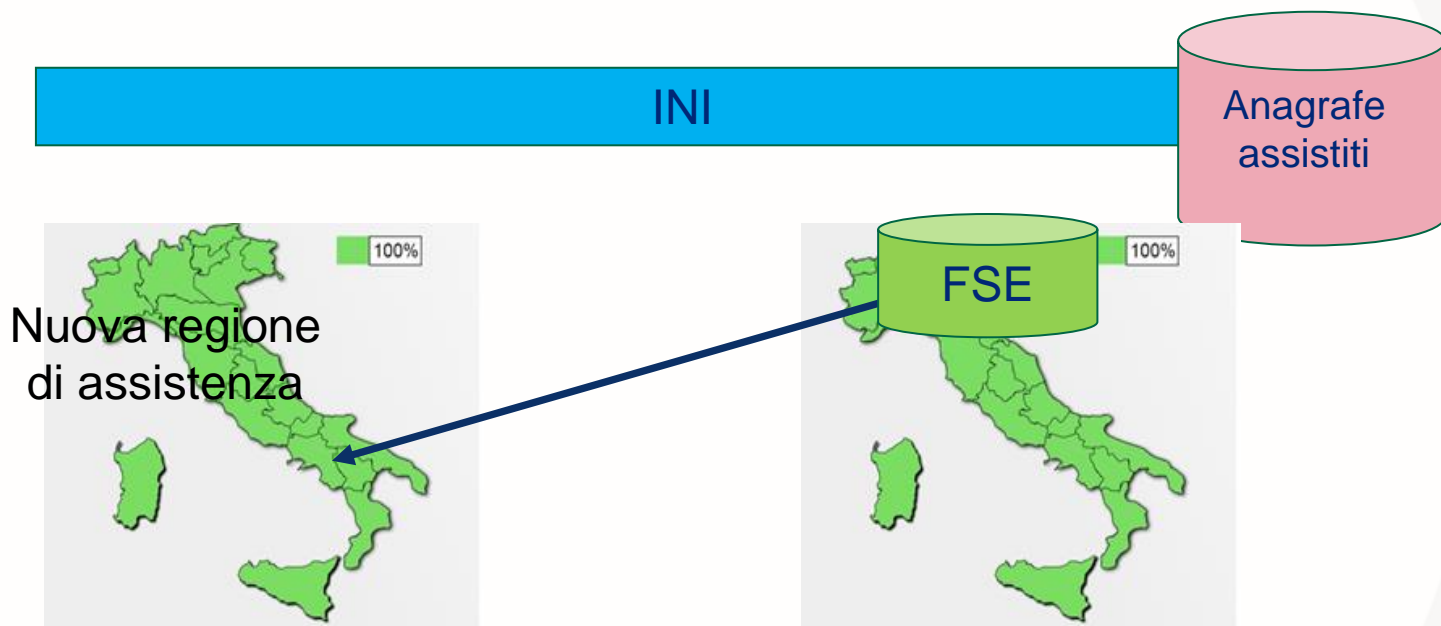 INI
Anagrafe
assistiti
100%
FSE
100%
Nuova regione
di assistenza